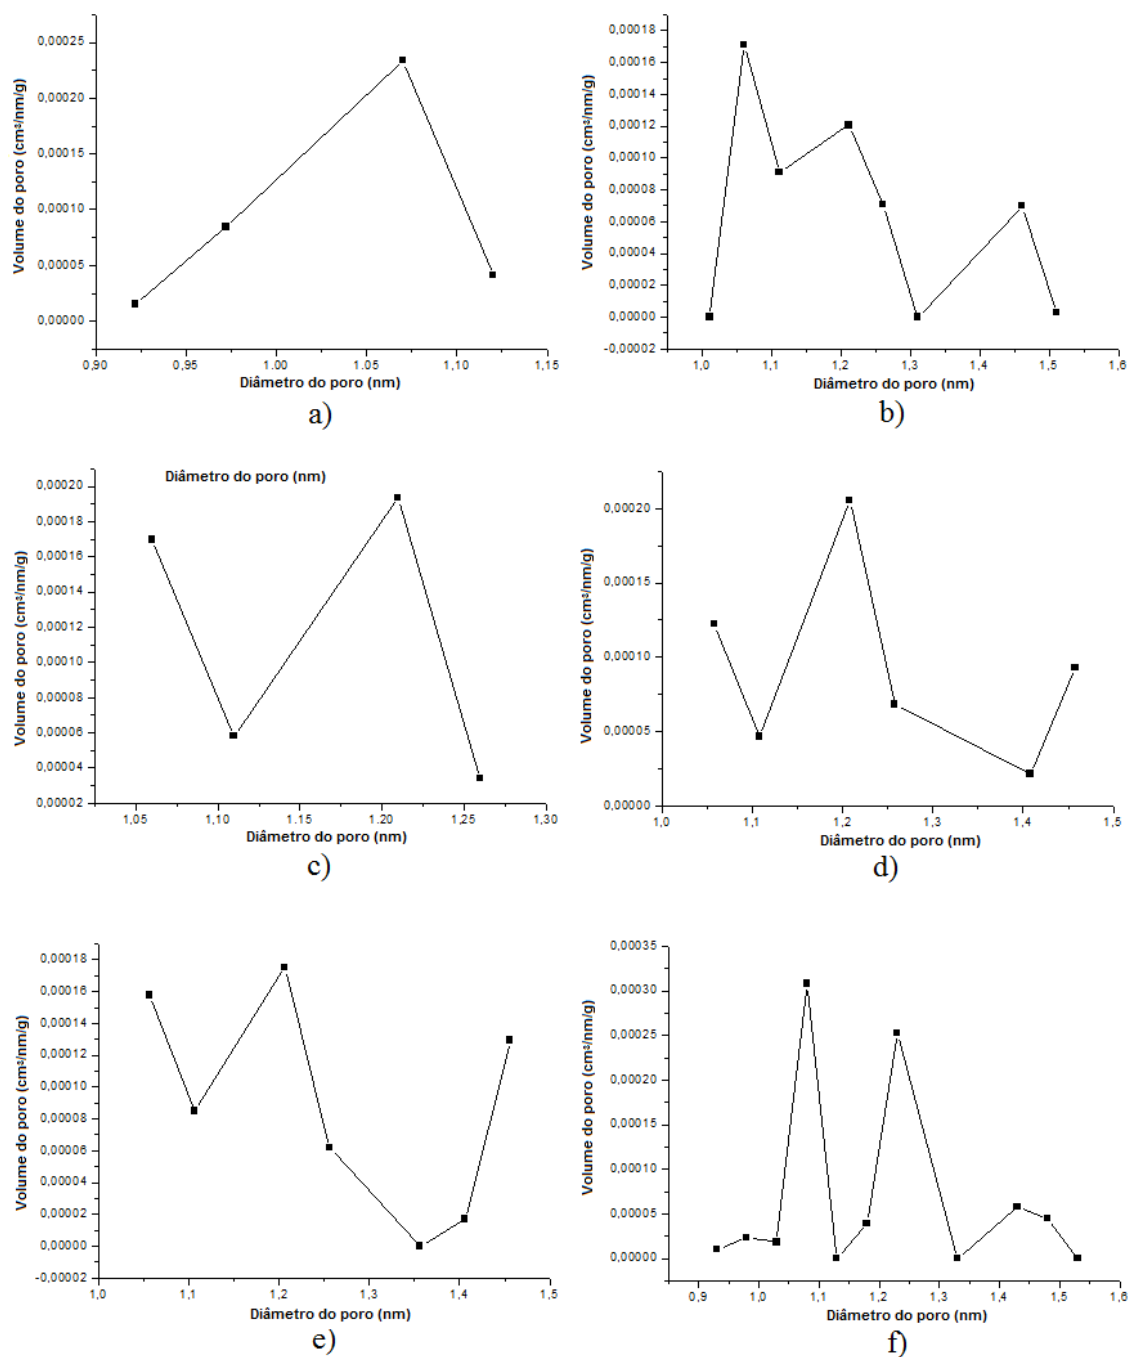 0,00025
0,00020
0,00015
0,00010
0,00005
0,00000
Volume do poro (cm³/nm/g)
0,90 0,95 1.00 1.05 1,10 1,15
Diâmetro do poro (nm)
a)
0,00018
0,00016
0,00014
0,00012
0,00010
0,00008
0,00006
0,00004
0,00002
0,00000
-0,00002
Volume do poro (cm³/nm/g)
1,0 1,1 1,2 1,3 1,4 1,5 1,6
Diâmetro do poro (nm)
b)
Diâmetro do poro (nm)
0,00020
0,00018
0,00016
0,00014
0,00012
0,00010
0,00008
0,00006
0,00004
0,00002
Volume do poro (cm³/nm/g)
1,05 1,10 1.15 1,20 1,25 1,30
Diâmetro do poro (nm)
c)
0,00020
0,00015
0,00010
0,00005
0,00000
Volume do poro (cm³/nm/g)
1,0 1,1 1,2 1,3 1,4 1,5
Diâmetro do poro (nm)
d)
0,00018
0,00016
0,00014
0,00012
0,00010
0,00008
0,00006
0,00004
0,00002
0,00000
-0,00002
Volume do poro (cm³/nm/g)
1,0 1,1 1,2 1,3 1,4 1,5
Diâmetro do poro (nm)
e)
0,00035
0,00030
0,00025
0,00020
0,00015
0,00010
0,00005
0,00000
Volume do poro (cm³/nm/g)
0,9 1,0 1,1 1,2 1,3 1,4 1,5 1,6
Diâmetro do poro (nm)
f)